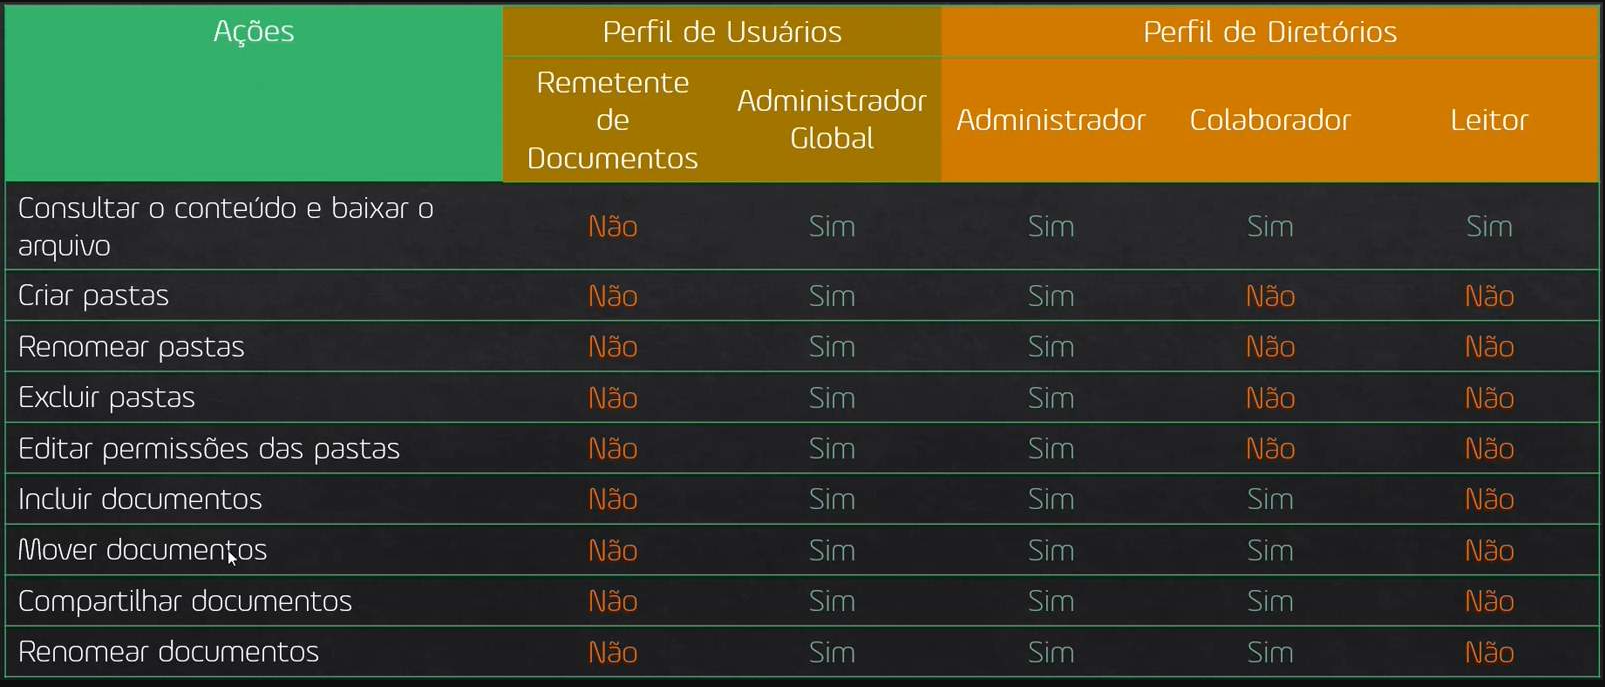 Ações
Perfil de Usuários
Perfil de Diretórios
Remetente
de
Documentos
Administrador
Global
Administrador
Colaborador
Leitor
Consultar o conteúdo e baixar o
arquivo
Não Sim Sim Sim Sim
Criar pastas Não Sim Sim Não Não
Renomear pastas Não Sim Sim Não Não
Excluir pastas Não Sim Sim Não Não
Editar permissões das pastas Não Sim Sim Não Não
Incluir documentos Não Sim Sim Sim Não
Mover documentos Não Sim Sim Sim Não
Compartilhar documentos Não Sim Sim Sim Não
Renomear documentos Não Sim Sim Sim Não